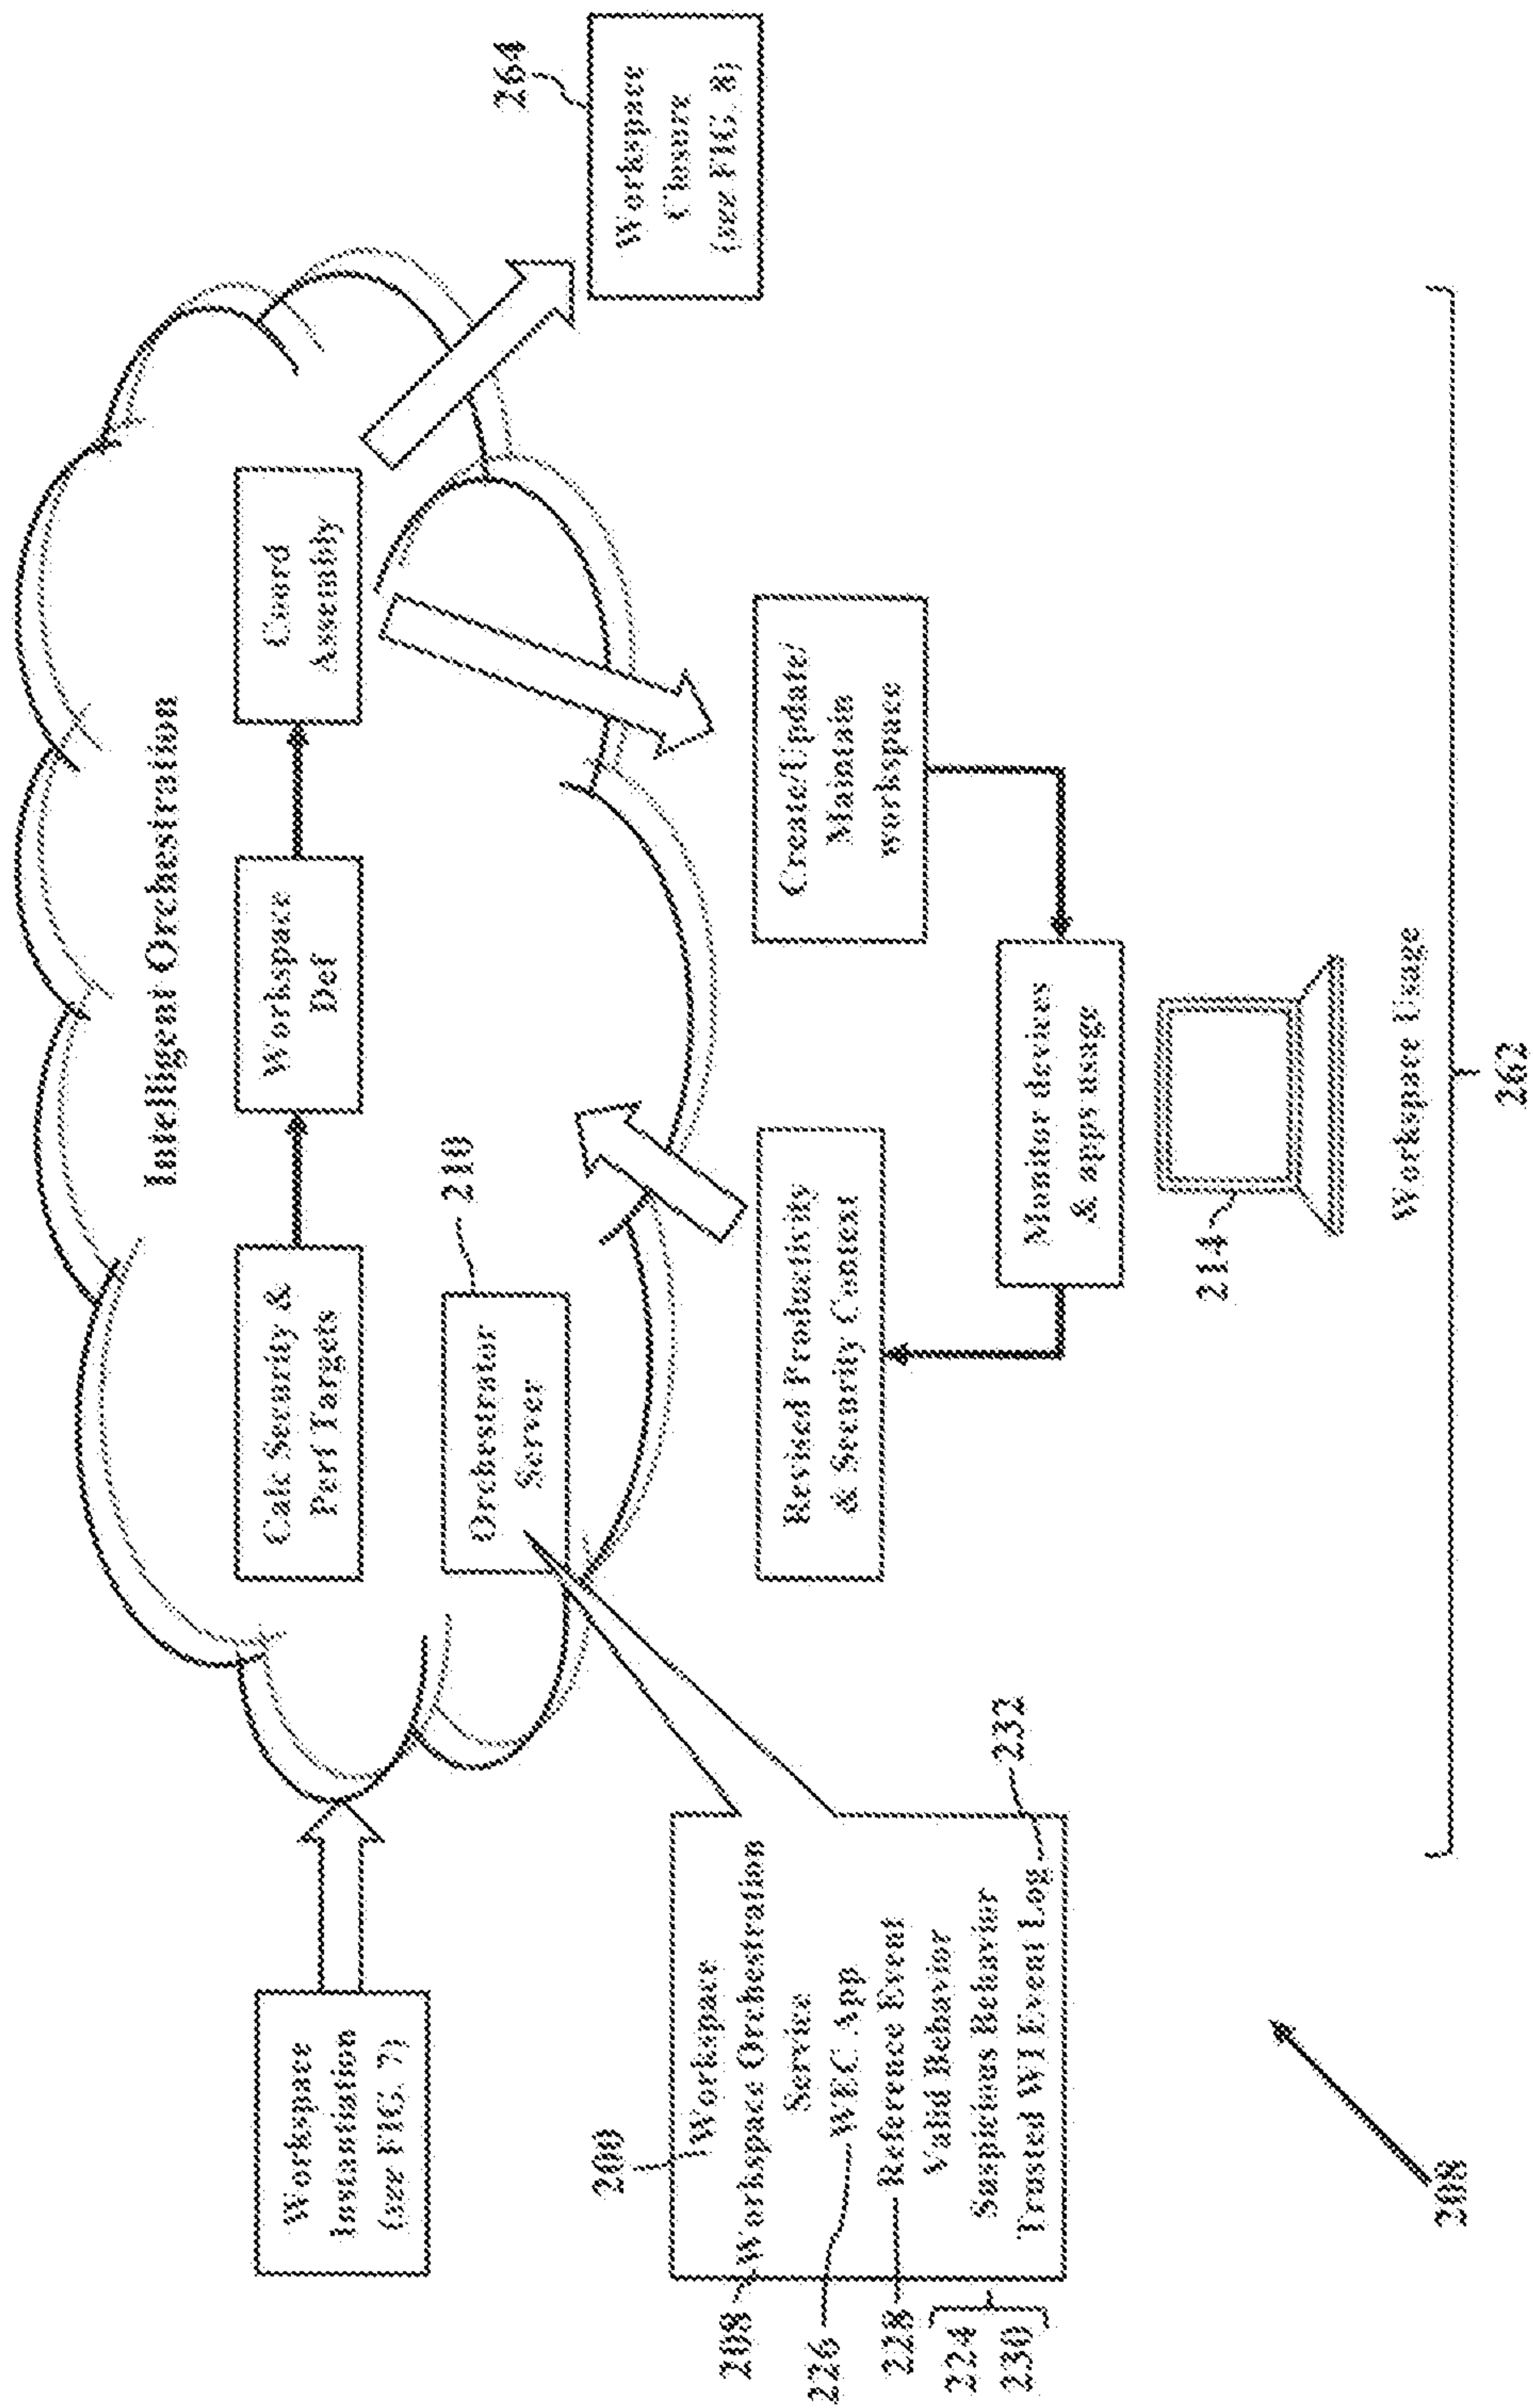 Intelligent Orchestration
Workspace
Instantiation
(see FIG. 7)
Calc Security &
Perf Targets
Workspace
Def
Coord
Assembly
Orchestrator
Server
210
264
Workspace
Closure
(see FIG. 8)
200
Workspace
208
Workspace Orchestration
Service
226
WEC App
228
Reference Event
Valid Behavior
Suspicious Behavior
Trusted WI Event Log
232
224
230
Revised Productivity
& Security Context
Create/Update/
Maintain
workspace
Monitor devices
& apps usage
214
Workspace Usage
262
208